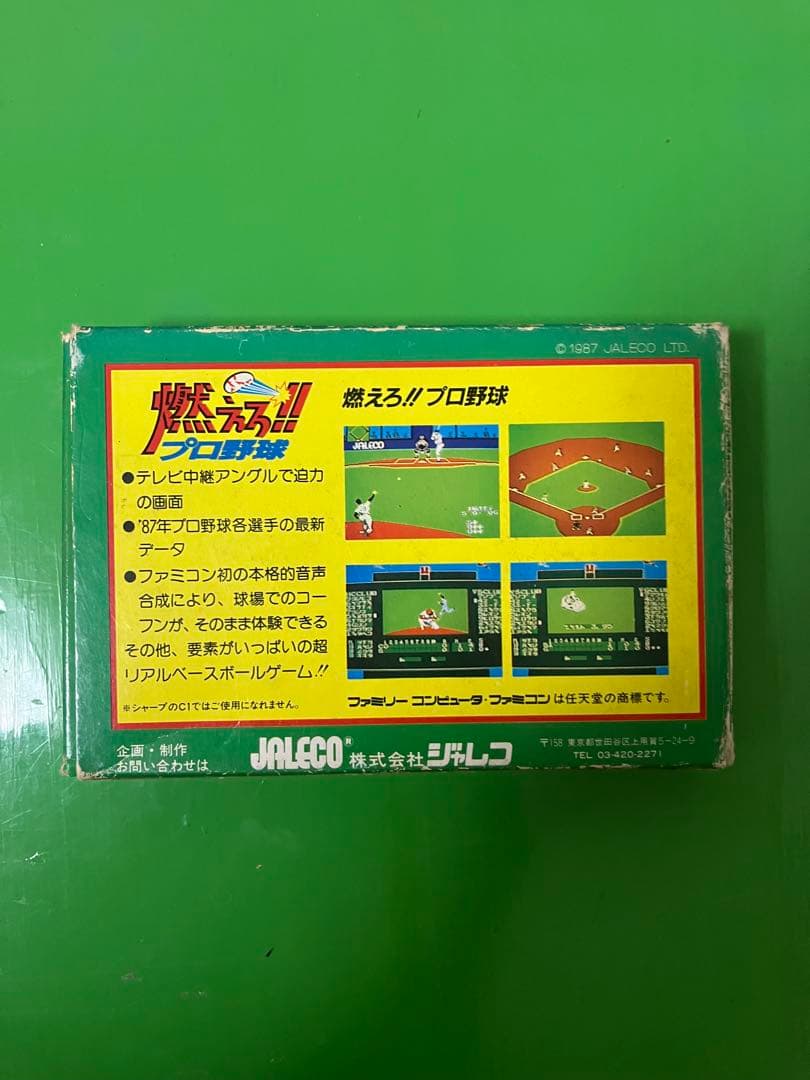 ©1987 JALECO LTD.
燃えろ!!
プロ野球
●テレビ中継アングルで迫力
の画面
●'87年プロ野球各選手の最新
データ
●ファミコン初の本格的音声
合成により、球場でのコー
フンが、そのまま体験できる
その他、要素がいっぱいの超
リアルベースボールゲーム!!
※シャープのC1ではご使用になれません。
燃えろ!!プロ野球
JALECO
ファミリー コンピュータ・ファミコンは任天堂の商標です。
企画・制作
お問い合わせは
JALECO® 株式会社ジャレコ
〒158 東京都世田谷区上用賀5-24-9
TEL 03-420-2271